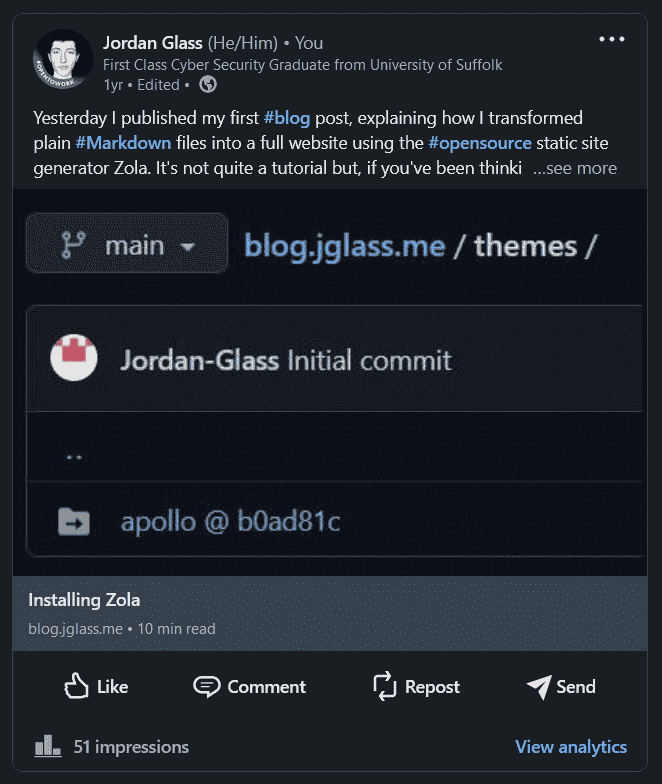 Jordan Glass (He/Him) • You
First Class Cyber Security Graduate from University of Suffolk
1yr • Edited •
Yesterday I published my first #blog post, explaining how I transformed
plain #Markdown files into a full website using the #opensource static site
generator Zola. It's not quite a tutorial but, if you've been thinki ...see more
#OPENTOWORK
main
blog.jglass.me / themes /
Jordan-Glass Initial commit
..
apollo @ b0ad81c
Installing Zola
blog.jglass.me • 10 min read
Like
Comment
Repost
Send
51 impressions
View analytics